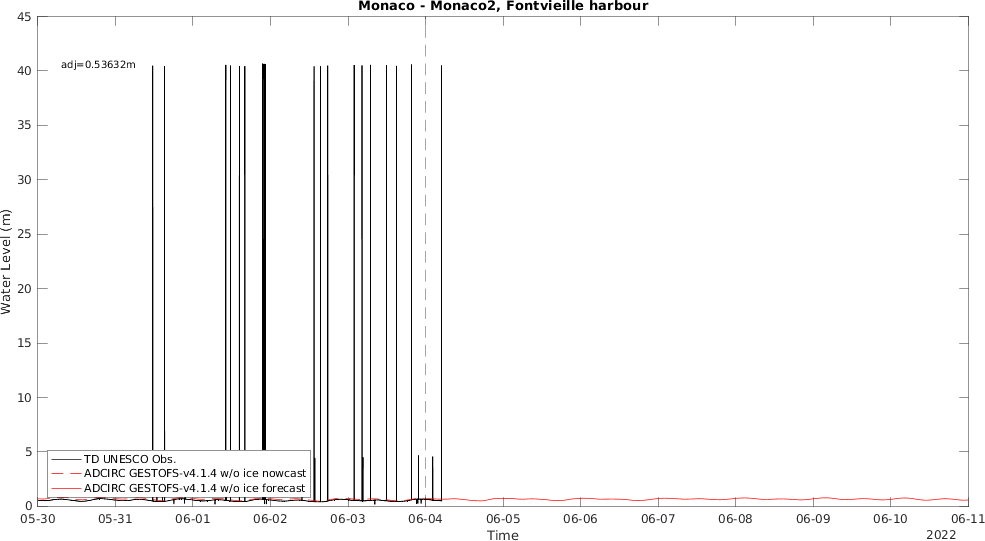 Monaco - Monaco2, Fontvieille harbour
adj=0.53632m
Water Level (m)
45
40
35
30
25
20
15
10
5
0
TD UNESCO Obs.
ADCIRC GESTOFS-v4.1.4 w/o ice nowcast
ADCIRC GESTOFS-v4.1.4 w/o ice forecast
05-30 05-31 06-01 06-02 06-03 06-04 06-05 06-06 06-07 06-08 06-09 06-10 06-11
Time
2022